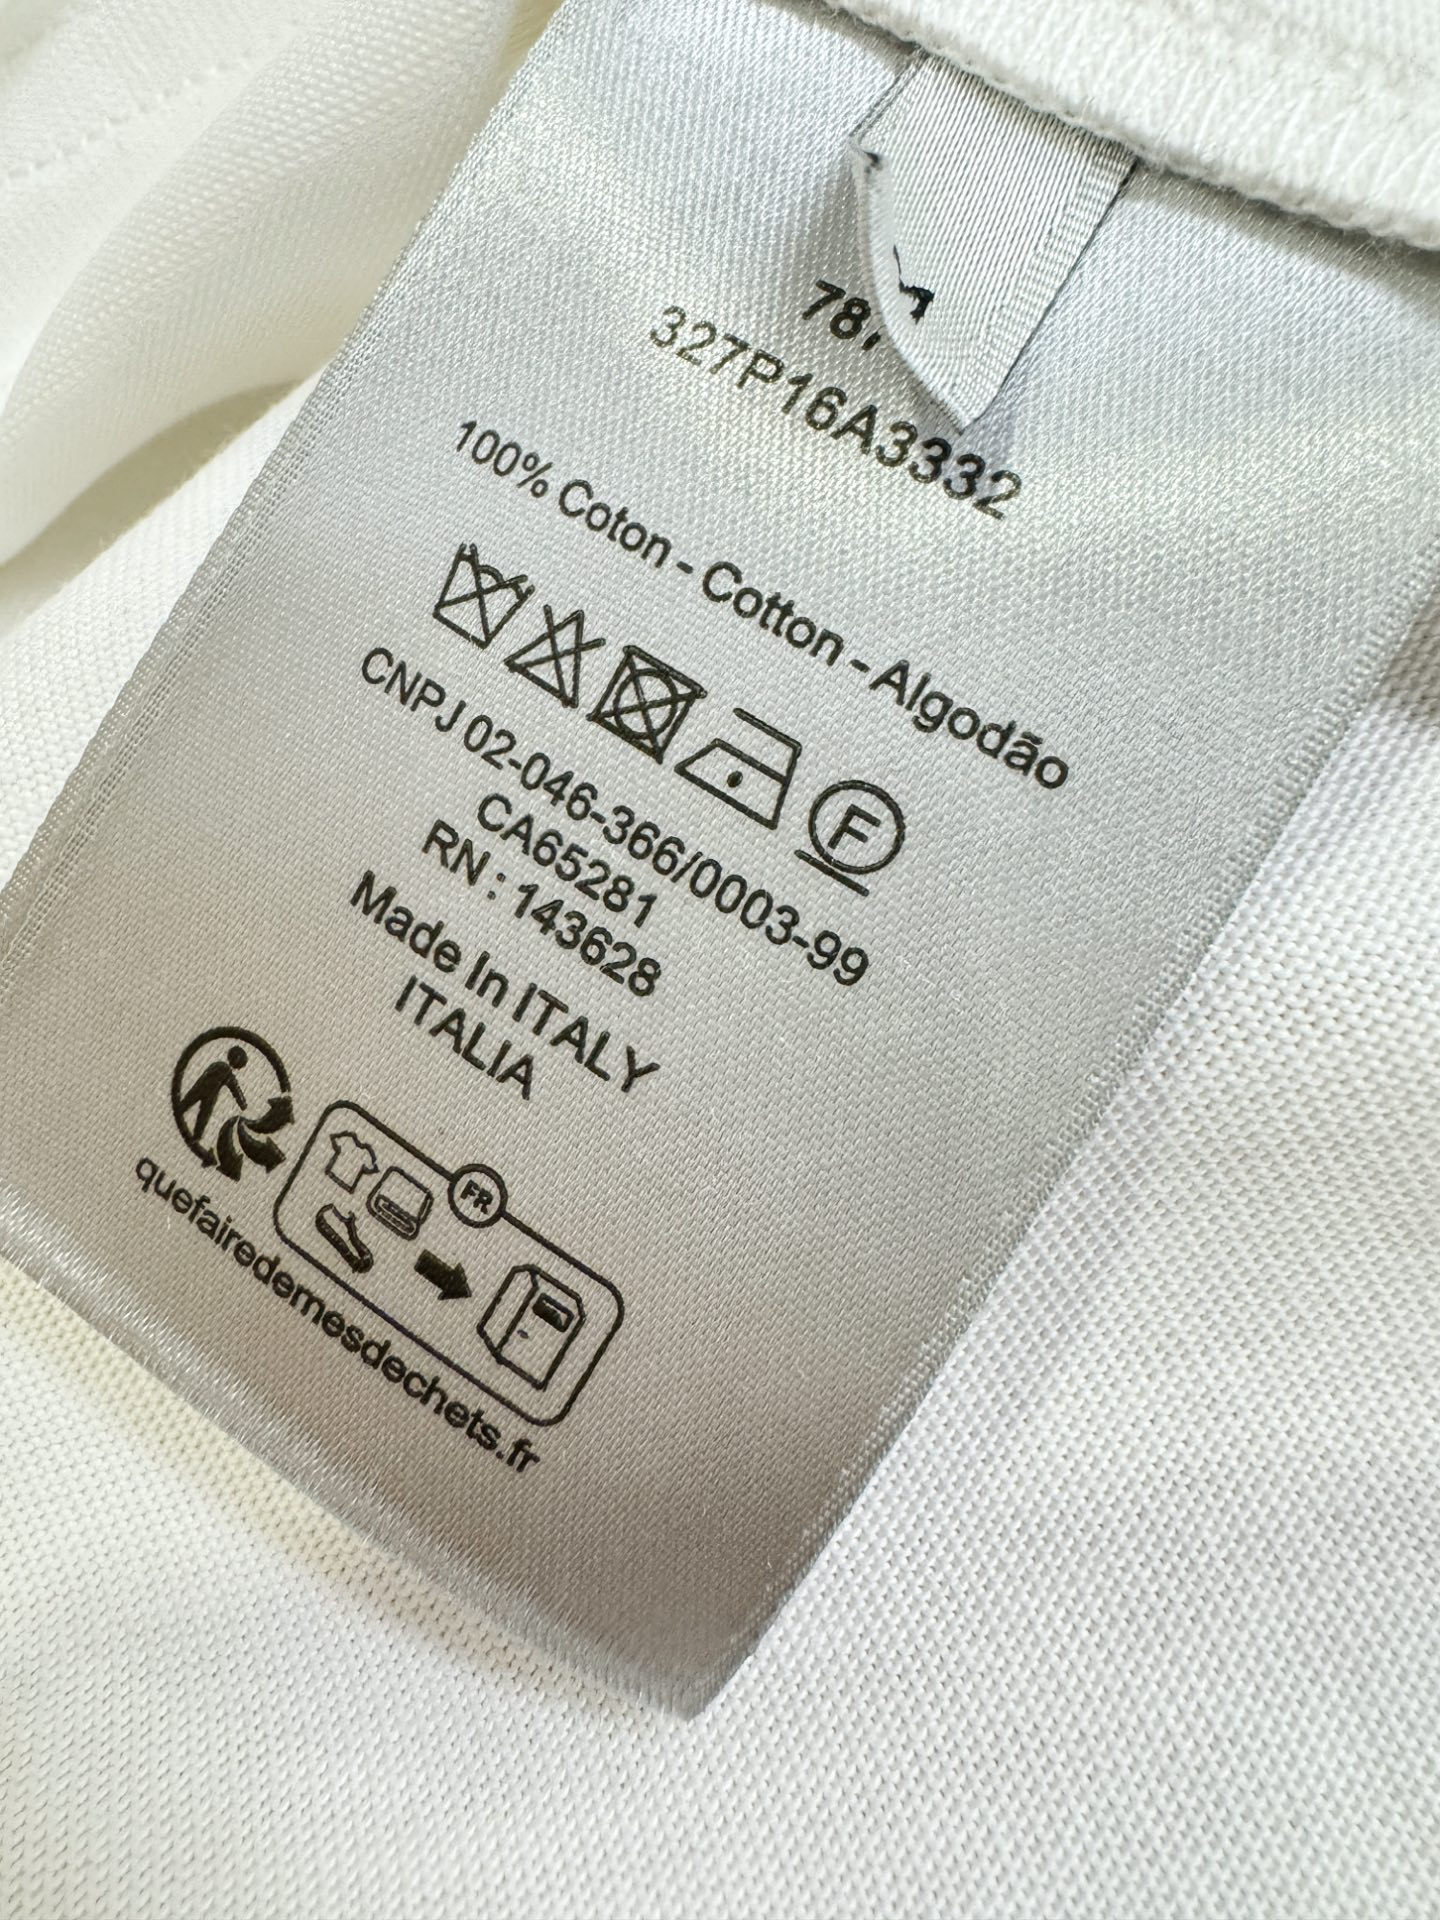 327P16A3332
100% Coton - Cotton - Algodão
F
CNPJ 02-046-366/0003-99
CA65281
RN : 143628
Made In ITALY
ITALIA
FR
quefairedemesdechets.fr